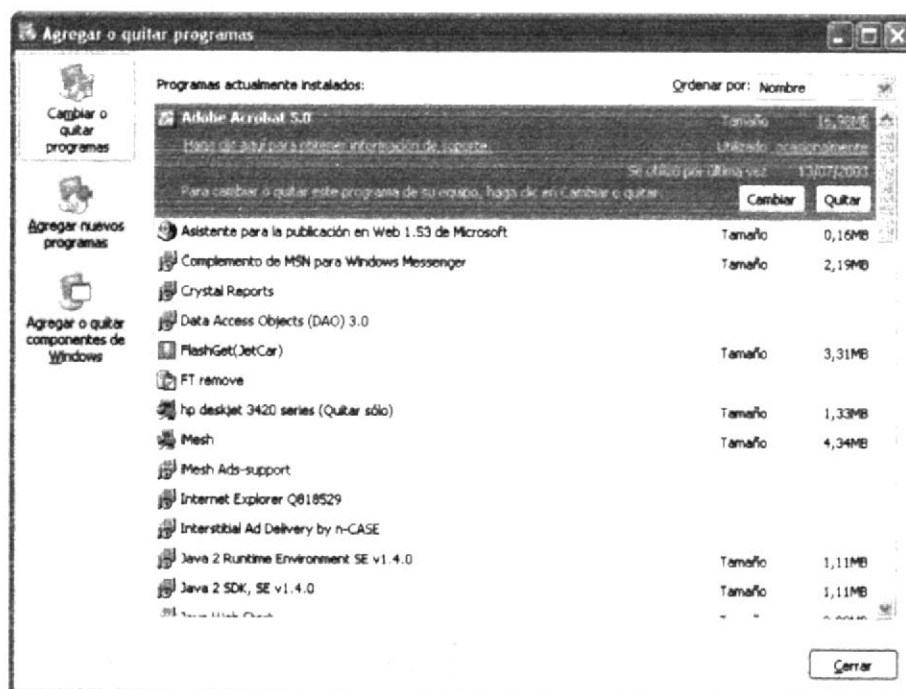 Agregar o quitar programas
Cambiar o
quitar
programas
Agregar nuevos
programas
Agregar o quitar
componentes de
Windows
Programas actualmente instalados:
Ordenar por: Nombre
Adobe Acrobat 5.0 Tamaño 16,98MB
Haga clic aquí para obtener información de soporte. Utilizado ocasionalmente
Se utilizó por última vez 13/07/2003
Para cambiar o quitar este programa de su equipo, haga clic en Cambiar o quitar. Cambiar Quitar
Asistente para la publicación en Web 1.53 de Microsoft Tamaño 0,16MB
Complemento de MSN para Windows Messenger Tamaño 2,19MB
Crystal Reports
Data Access Objects (DAO) 3.0
FlashGet(JetCar) Tamaño 3,31MB
FT remove
hp deskjet 3420 series (Quitar sólo) Tamaño 1,33MB
iMesh Tamaño 4,34MB
iMesh Ads-support
Internet Explorer Q818529
Interstitial Ad Delivery by n-CASE
Java 2 Runtime Environment SE v1.4.0 Tamaño 1,11MB
Java 2 SDK, SE v1.4.0 Tamaño 1,11MB
Cerrar